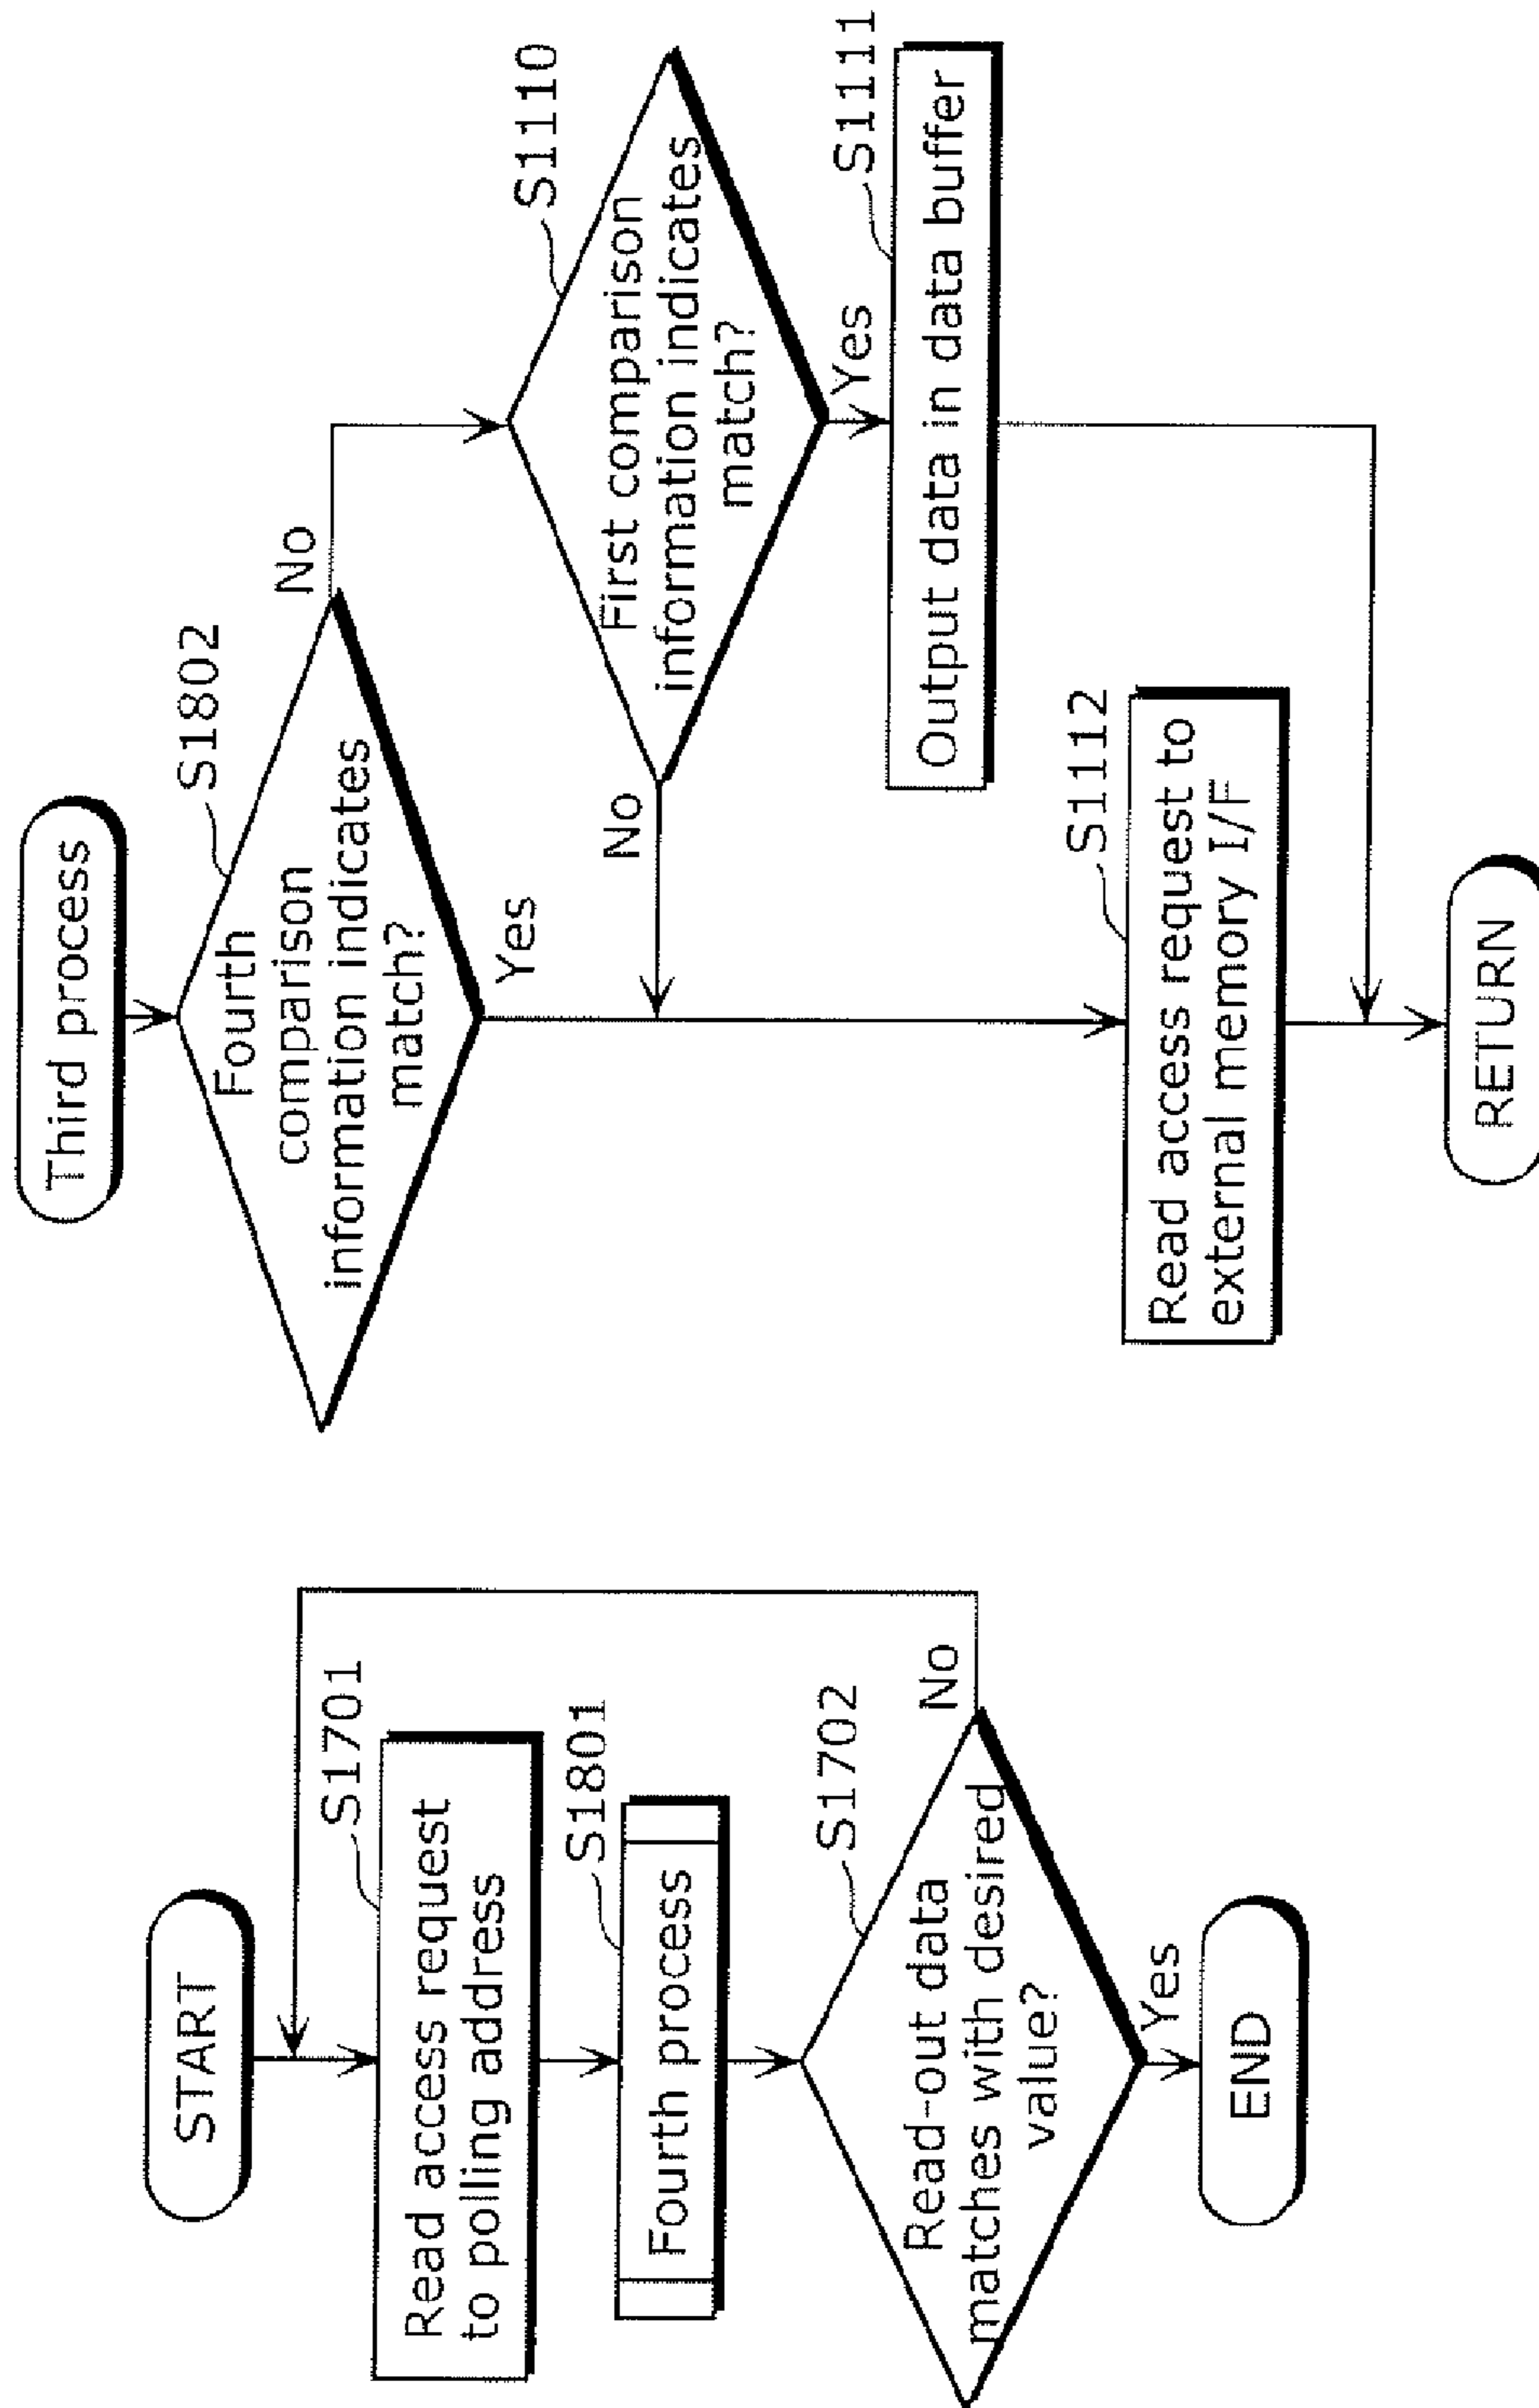 START
S1701
Read access request
to polling address
S1801
Fourth process
S1702
Read-out data
matches with desired
value?
No
Yes
END
Third process
S1802
Fourth
comparison
information indicates
match?
No
Yes
S1110
First comparison
information indicates
match?
No
Yes
S1111
Output data in data buffer
S1112
Read access request to
external memory I/F
RETURN